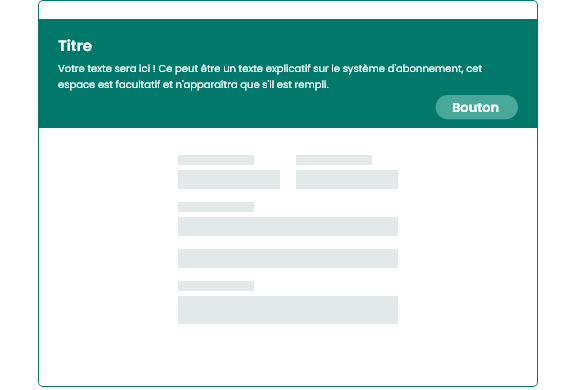 Titre
Votre texte sera ici ! Ce peut être un texte explicatif sur le système d'abonnement, cet
espace est facultatif et n'apparaîtra que s'il est rempli.
Bouton